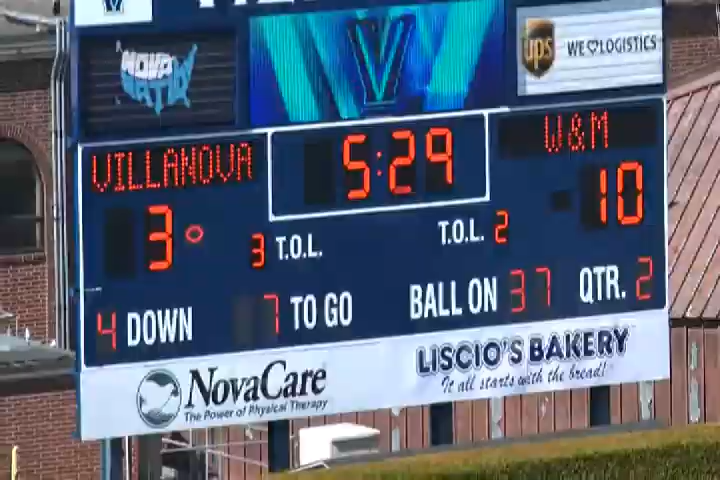 A
NOVA
NATION
V
ups WE♡LOGISTICS
VILLANOVA 5:29 W&M
3 3 T.O.L. T.O.L. 2 10
4 DOWN 7 TO GO BALL ON 37 QTR. 2
NovaCare
The Power of Physical Therapy
LISCIO'S BAKERY
It all starts with the bread!